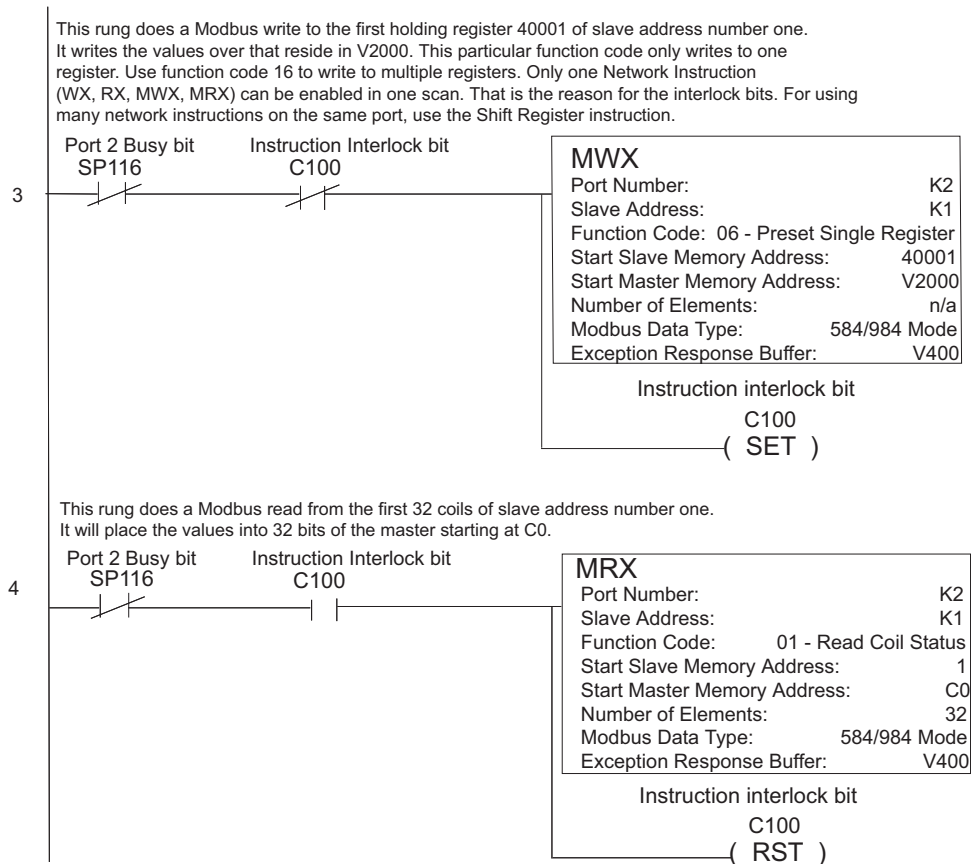 This rung does a Modbus write to the first holding register 40001 of slave address number one.
It writes the values over that reside in V2000. This particular function code only writes to one
register. Use function code 16 to write to multiple registers. Only one Network Instruction
(WX, RX, MWX, MRX) can be enabled in one scan. That is the reason for the interlock bits. For using
many network instructions on the same port, use the Shift Register instruction.
Port 2 Busy bit
SP116
Instruction Interlock bit
C100
3
MWX
Port Number: K2
Slave Address: K1
Function Code: 06 - Preset Single Register
Start Slave Memory Address: 40001
Start Master Memory Address: V2000
Number of Elements: n/a
Modbus Data Type: 584/984 Mode
Exception Response Buffer: V400
Instruction interlock bit
C100
( SET )
This rung does a Modbus read from the first 32 coils of slave address number one.
It will place the values into 32 bits of the master starting at C0.
Port 2 Busy bit
SP116
Instruction Interlock bit
C100
4
MRX
Port Number: K2
Slave Address: K1
Function Code: 01 - Read Coil Status
Start Slave Memory Address: 1
Start Master Memory Address: C0
Number of Elements: 32
Modbus Data Type: 584/984 Mode
Exception Response Buffer: V400
Instruction interlock bit
C100
( RST )